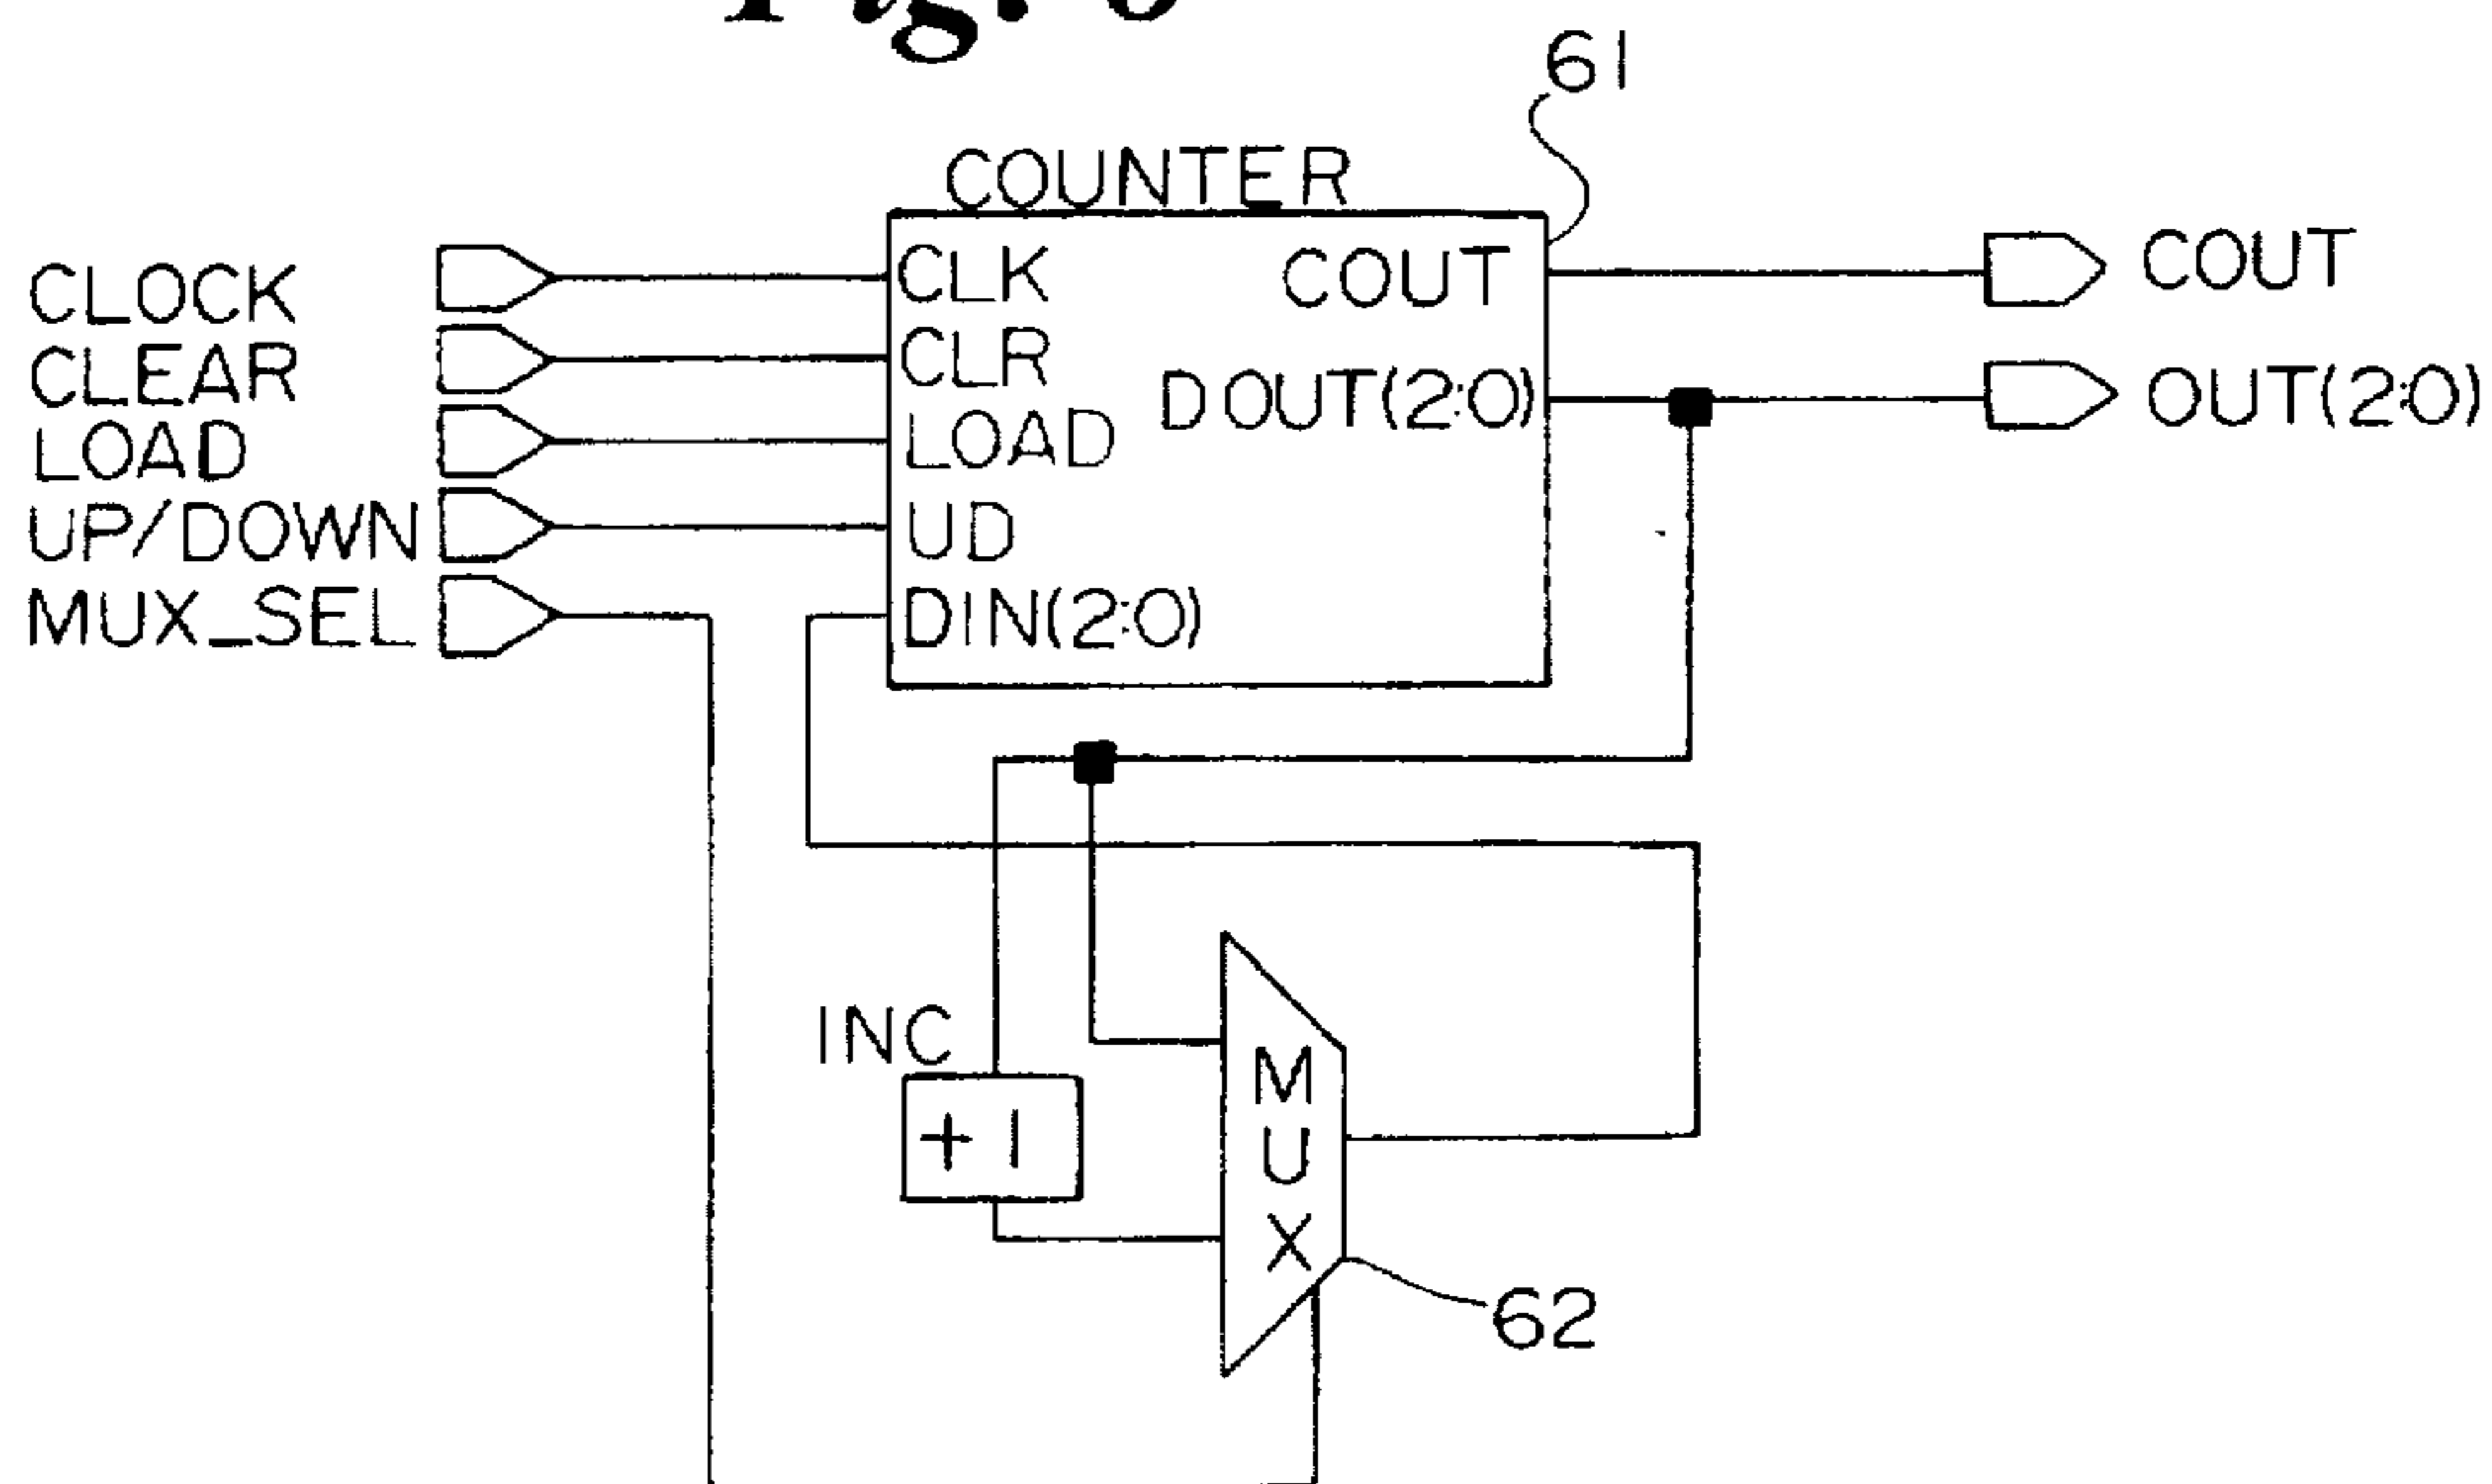 61
COUNTER
CLOCK
CLEAR
LOAD
UP/DOWN
MUX_SEL
CLK
CLR
LOAD
UD
DIN(2:0)
COUT
DOUT(2:0)
COUT
OUT(2:0)
INC
+1
MUX
62